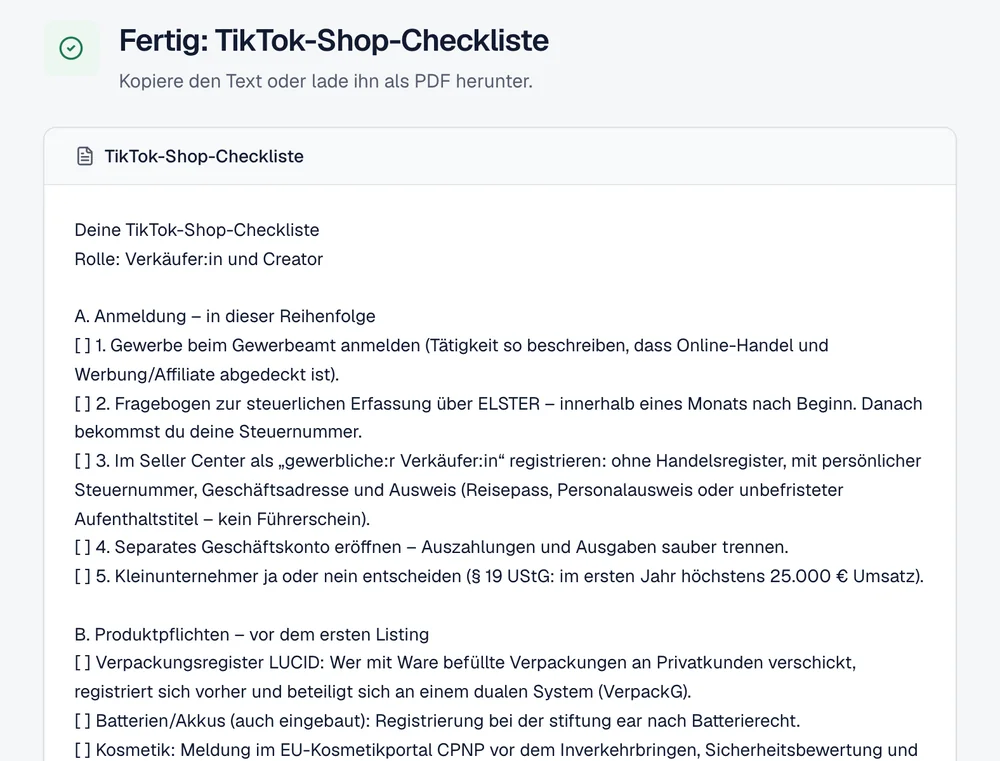 Fertig: TikTok-Shop-Checkliste
Kopiere den Text oder lade ihn als PDF herunter.
TikTok-Shop-Checkliste
Deine TikTok-Shop-Checkliste
Rolle: Verkäufer:in und Creator
A. Anmeldung – in dieser Reihenfolge
[ ] 1. Gewerbe beim Gewerbeamt anmelden (Tätigkeit so beschreiben, dass Online-Handel und
Werbung/Affiliate abgedeckt ist).
[ ] 2. Fragebogen zur steuerlichen Erfassung über ELSTER – innerhalb eines Monats nach Beginn. Danach
bekommst du deine Steuernummer.
[ ] 3. Im Seller Center als „gewerbliche:r Verkäufer:in“ registrieren: ohne Handelsregister, mit persönlicher
Steuernummer, Geschäftsadresse und Ausweis (Reisepass, Personalausweis oder unbefristeter
Aufenthaltstitel – kein Führerschein).
[ ] 4. Separates Geschäftskonto eröffnen – Auszahlungen und Ausgaben sauber trennen.
[ ] 5. Kleinunternehmer ja oder nein entscheiden (§ 19 UStG: im ersten Jahr höchstens 25.000 € Umsatz).
B. Produktpflichten – vor dem ersten Listing
[ ] Verpackungsregister LUCID: Wer mit Ware befüllte Verpackungen an Privatkunden verschickt,
registriert sich vorher und beteiligt sich an einem dualen System (VerpackG).
[ ] Batterien/Akkus (auch eingebaut): Registrierung bei der stiftung ear nach Batterierecht.
[ ] Kosmetik: Meldung im EU-Kosmetikportal CPNP vor dem Inverkehrbringen, Sicherheitsbewertung und